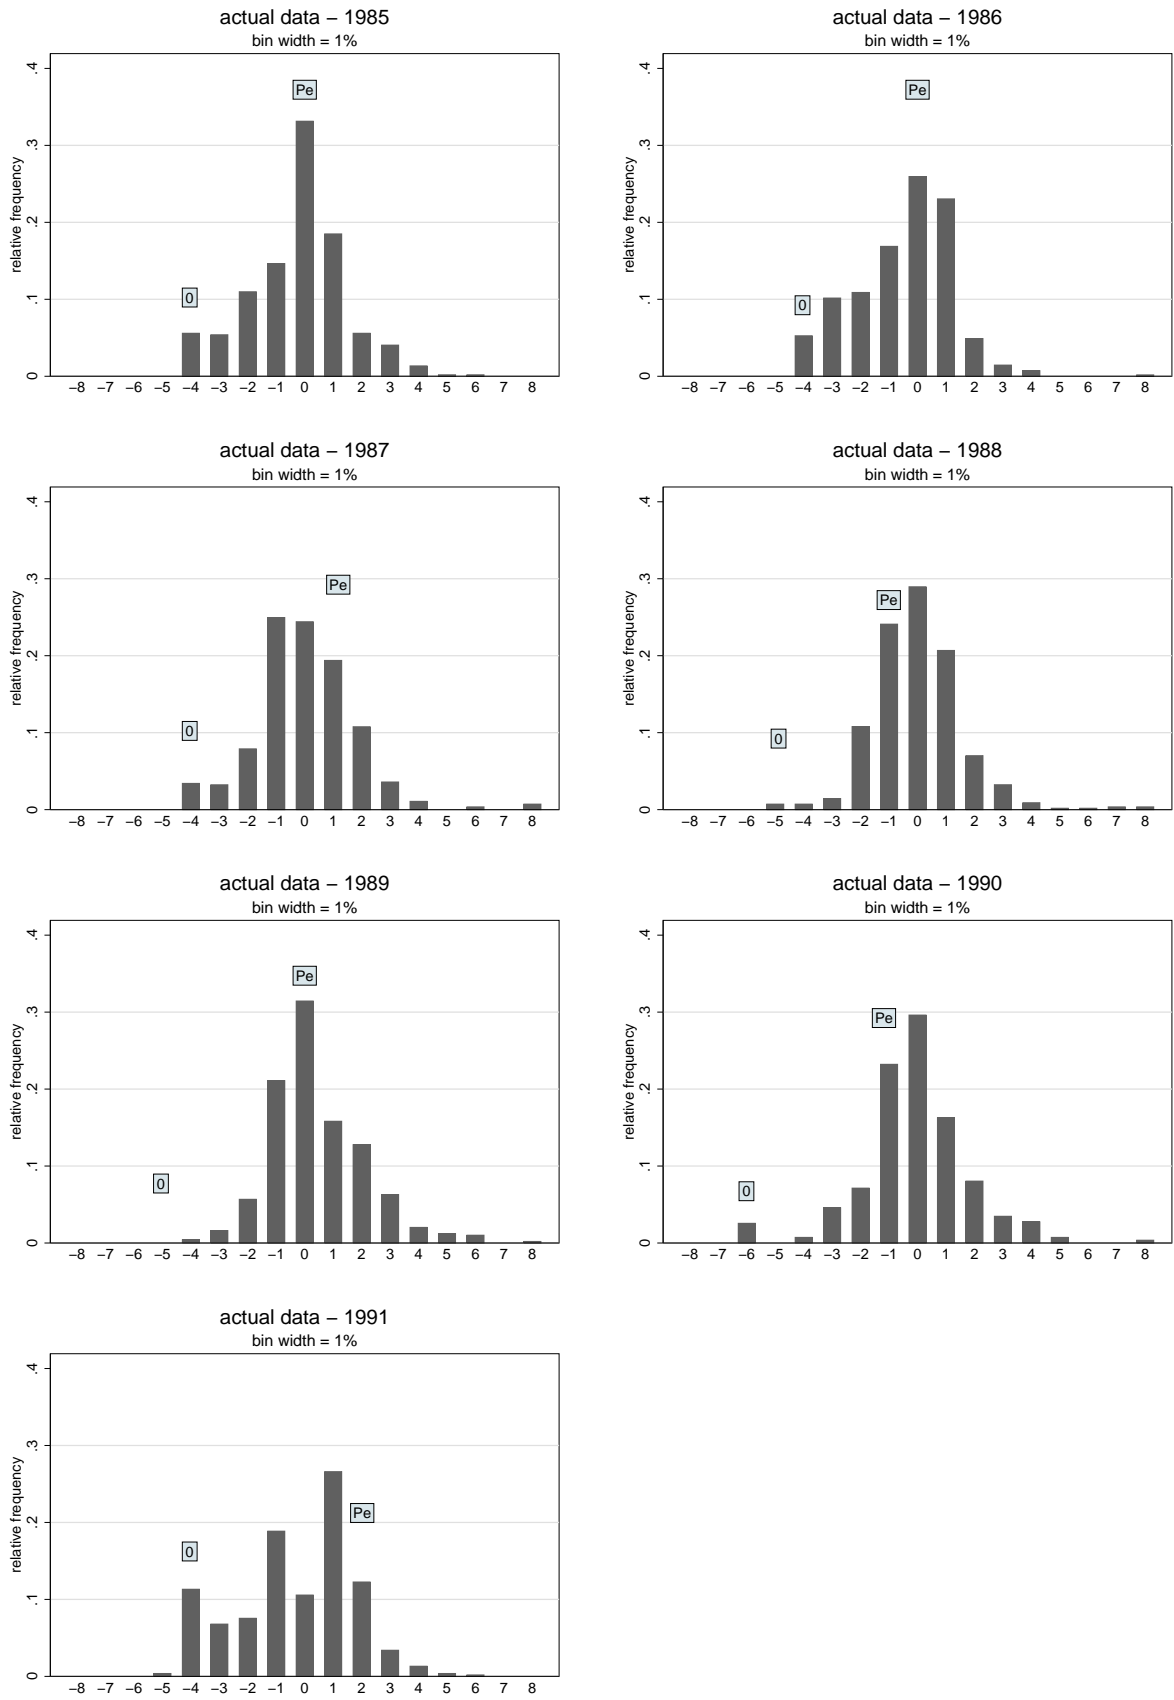 actual data – 1985
bin width = 1%
relative frequency
.4
.3
.2
.1
0
Pe
0
–8 –7 –6 –5 –4 –3 –2 –1 0 1 2 3 4 5 6 7 8
actual data – 1986
bin width = 1%
relative frequency
.4
.3
.2
.1
0
Pe
0
–8 –7 –6 –5 –4 –3 –2 –1 0 1 2 3 4 5 6 7 8
actual data – 1987
bin width = 1%
relative frequency
.4
.3
.2
.1
0
Pe
0
–8 –7 –6 –5 –4 –3 –2 –1 0 1 2 3 4 5 6 7 8
actual data – 1988
bin width = 1%
relative frequency
.4
.3
.2
.1
0
Pe
0
–8 –7 –6 –5 –4 –3 –2 –1 0 1 2 3 4 5 6 7 8
actual data – 1989
bin width = 1%
relative frequency
.4
.3
.2
.1
0
Pe
0
–8 –7 –6 –5 –4 –3 –2 –1 0 1 2 3 4 5 6 7 8
actual data – 1990
bin width = 1%
relative frequency
.4
.3
.2
.1
0
Pe
0
–8 –7 –6 –5 –4 –3 –2 –1 0 1 2 3 4 5 6 7 8
actual data – 1991
bin width = 1%
relative frequency
.4
.3
.2
.1
0
Pe
0
–8 –7 –6 –5 –4 –3 –2 –1 0 1 2 3 4 5 6 7 8